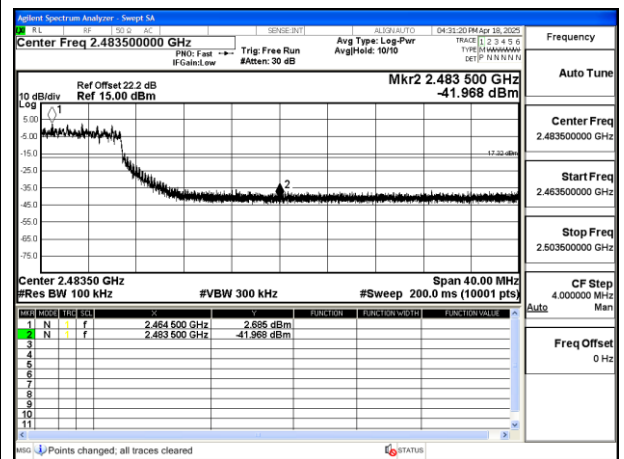 Agilent Spectrum Analyzer - Swept SA
RL RF 50 Ω AC SENSE:INT ALIGNAUTO 04:31:20 PM Apr 18, 2025
Center Freq 2.483500000 GHz
PNO: Fast
IFGain:Low
Trig: Free Run
#Atten: 30 dB
Avg Type: Log-Pwr
Avg|Hold: 10/10
TRACE 1 2 3 4 5 6
TYPE MWWWWW
DET P N N N N N
Ref Offset 22.2 dB
10 dB/div Ref 15.00 dBm
Mkr2 2.483 500 GHz
-41.968 dBm
Log
1
5.00
-5.00
-15.0
-17.32 dBm
-25.0
2
-35.0
-45.0
-55.0
-65.0
-75.0
Center 2.48350 GHz Span 40.00 MHz
#Res BW 100 kHz #VBW 300 kHz #Sweep 200.0 ms (10001 pts)
MKR MODE TRC SCL X Y FUNCTION FUNCTION WIDTH FUNCTION VALUE
1 N 1 f 2.464 500 GHz 2.685 dBm
2 N 1 f 2.483 500 GHz -41.968 dBm
3
4
5
6
7
8
9
10
11
MSG Points changed; all traces cleared STATUS
Frequency
Auto Tune
Center Freq
2.483500000 GHz
Start Freq
2.463500000 GHz
Stop Freq
2.503500000 GHz
CF Step
4.000000 MHz
Auto Man
Freq Offset
0 Hz